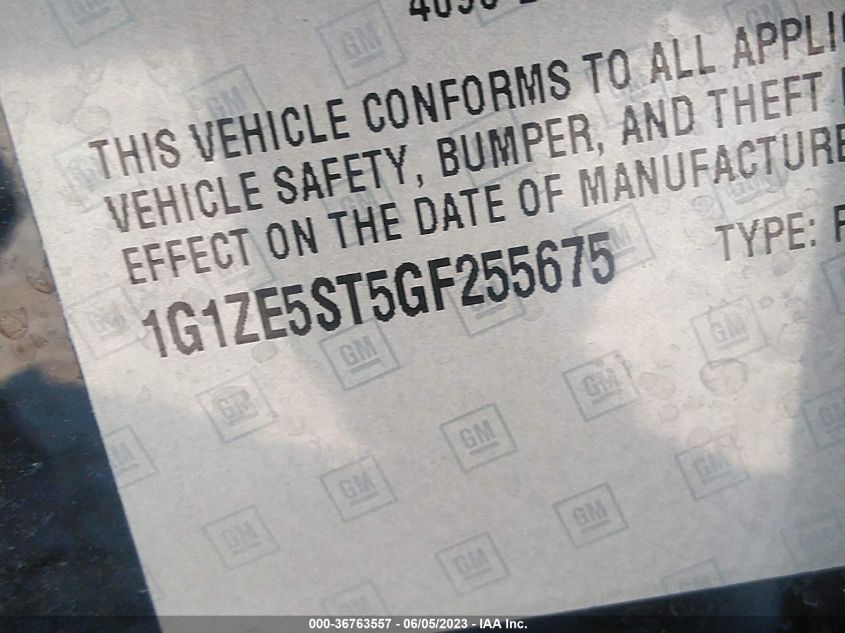 THIS VEHICLE CONFORMS TO ALL
VEHICLE SAFETY, BUMPER, AND THEFT
EFFECT ON THE DATE OF MANUFACTURE
1G1ZE5ST5GF255675
TYPE:
GM
000-36763557 - 06/05/2023 - IAA Inc.